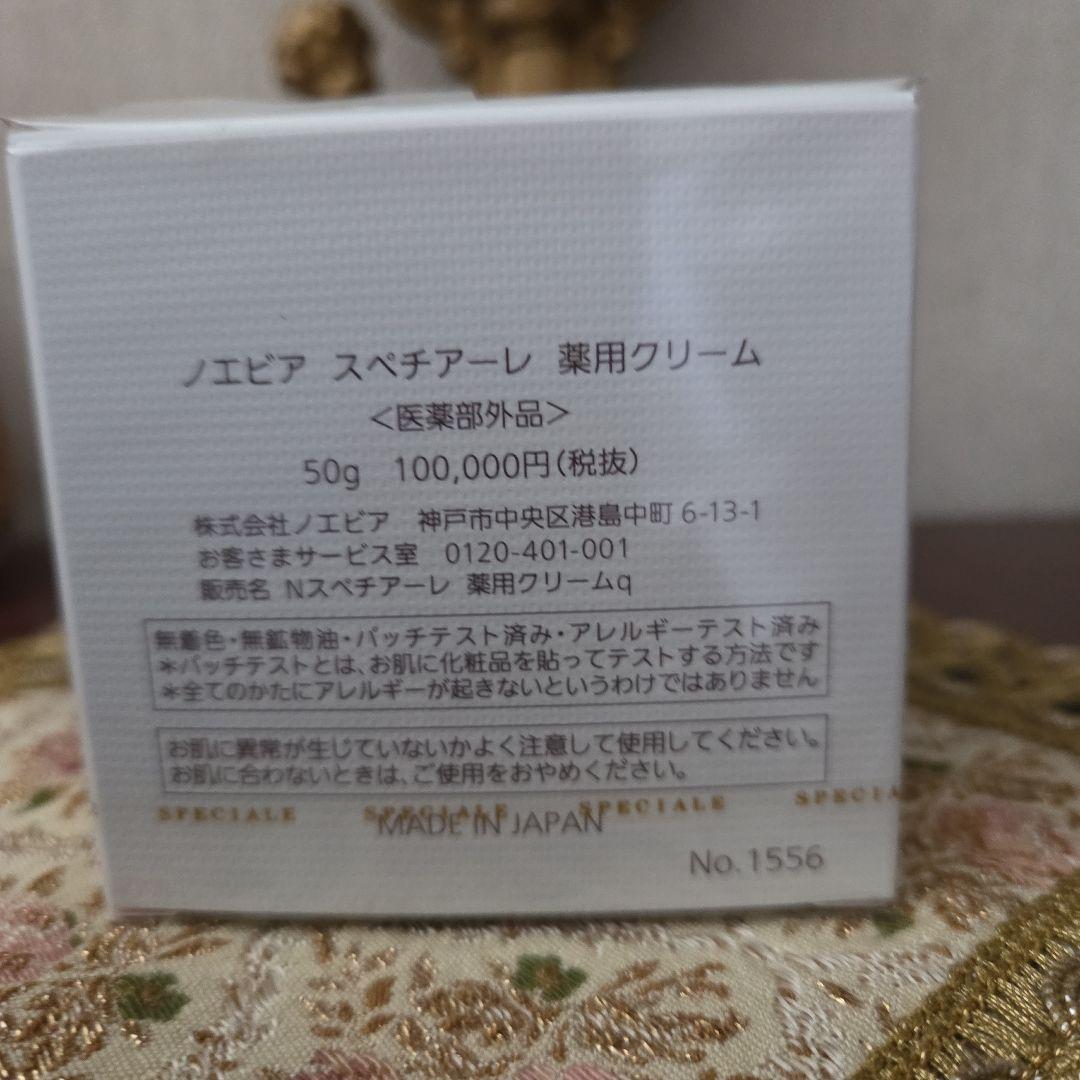 ノエビア スペチアーレ 薬用クリーム
＜医薬部外品＞
50g 100,000円(税抜)
株式会社ノエビア 神戸市中央区港島中町 6-13-1
お客さまサービス室 0120-401-001
販売名 Nスペチアーレ 薬用クリームq
無着色・無鉱物油・パッチテスト済み・アレルギーテスト済み
＊パッチテストとは、お肌に化粧品を貼ってテストする方法です
＊全てのかたにアレルギーが起きないというわけではありません
お肌に異常が生じていないかよく注意して使用してください。
お肌に合わないときは、ご使用をおやめください。
SPECIALE SPECIALE SPECIALE SPECIA
MADE IN JAPAN
No.1556